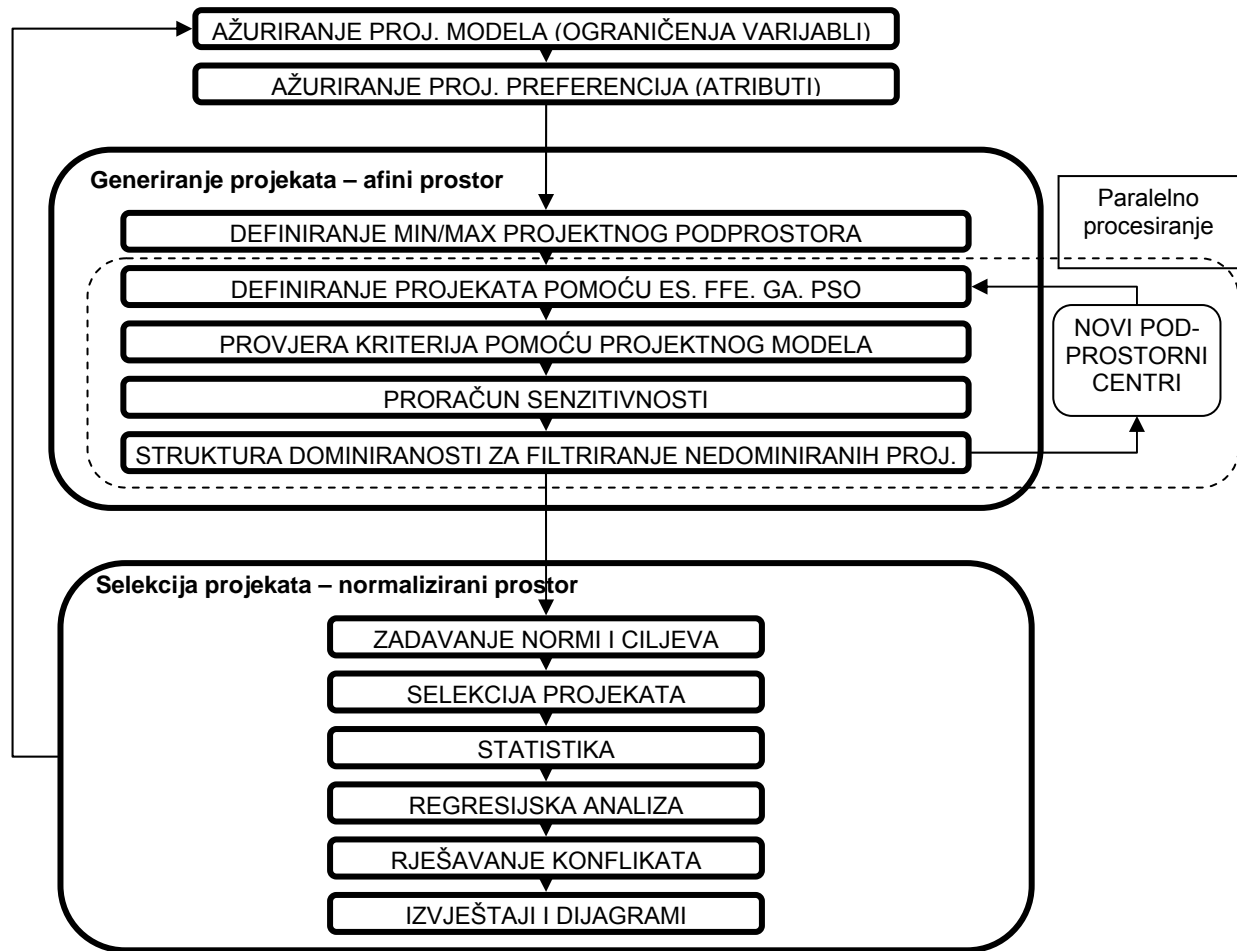 AŽURIRANJE PROJ. MODELA (OGRANIČENJA VARIJABLI)
AŽURIRANJE PROJ. PREFERENCIJA (ATRIBUTI)
Generiranje projekata – afini prostor
Paralelno
procesiranje
DEFINIRANJE MIN/MAX PROJEKTNOG PODPROSTORA
DEFINIRANJE PROJEKATA POMOĆU ES. FFE. GA. PSO
PROVJERA KRITERIJA POMOĆU PROJEKTNOG MODELA
PRORAČUN SENZITIVNOSTI
STRUKTURA DOMINIRANOSTI ZA FILTRIRANJE NEDOMINIRANIH PROJ.
NOVI POD-
PROSTORNI
CENTRI
Selekcija projekata – normalizirani prostor
ZADAVANJE NORMI I CILJEVA
SELEKCIJA PROJEKATA
STATISTIKA
REGRESIJSKA ANALIZA
RJEŠAVANJE KONFLIKATA
IZVJEŠTAJI I DIJAGRAMI